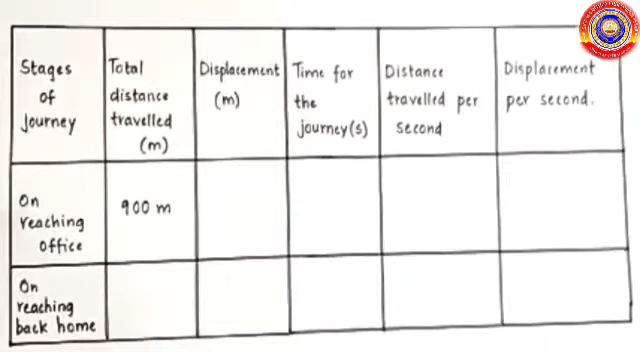 Stages
of
Journey
Total
distance
travelled
(m)
Displacement
(m)
Time for
the
journey(s)
Distance
travelled per
second
Displacement
per second.
On
reaching
office
900 m
On
reaching
back home